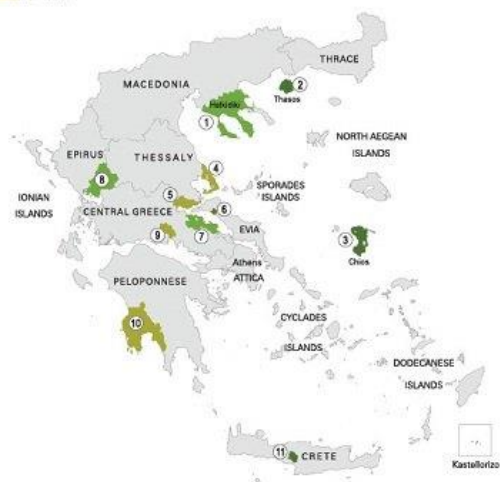 THRACE
MACEDONIA
2
Halkidiki
Thasos
1
NORTH AEGEAN
ISLANDS
EPIRUS
THESSALY
4
8
SPORADES
ISLANDS
5
IONIAN
ISLANDS
CENTRAL GREECE
6
EVIA
9
7
3
Chios
Athens
ATTICA
PELOPONNESE
10
CYCLADES
ISLANDS
DODECANESE
ISLANDS
11
CRETE
Kastellorizo